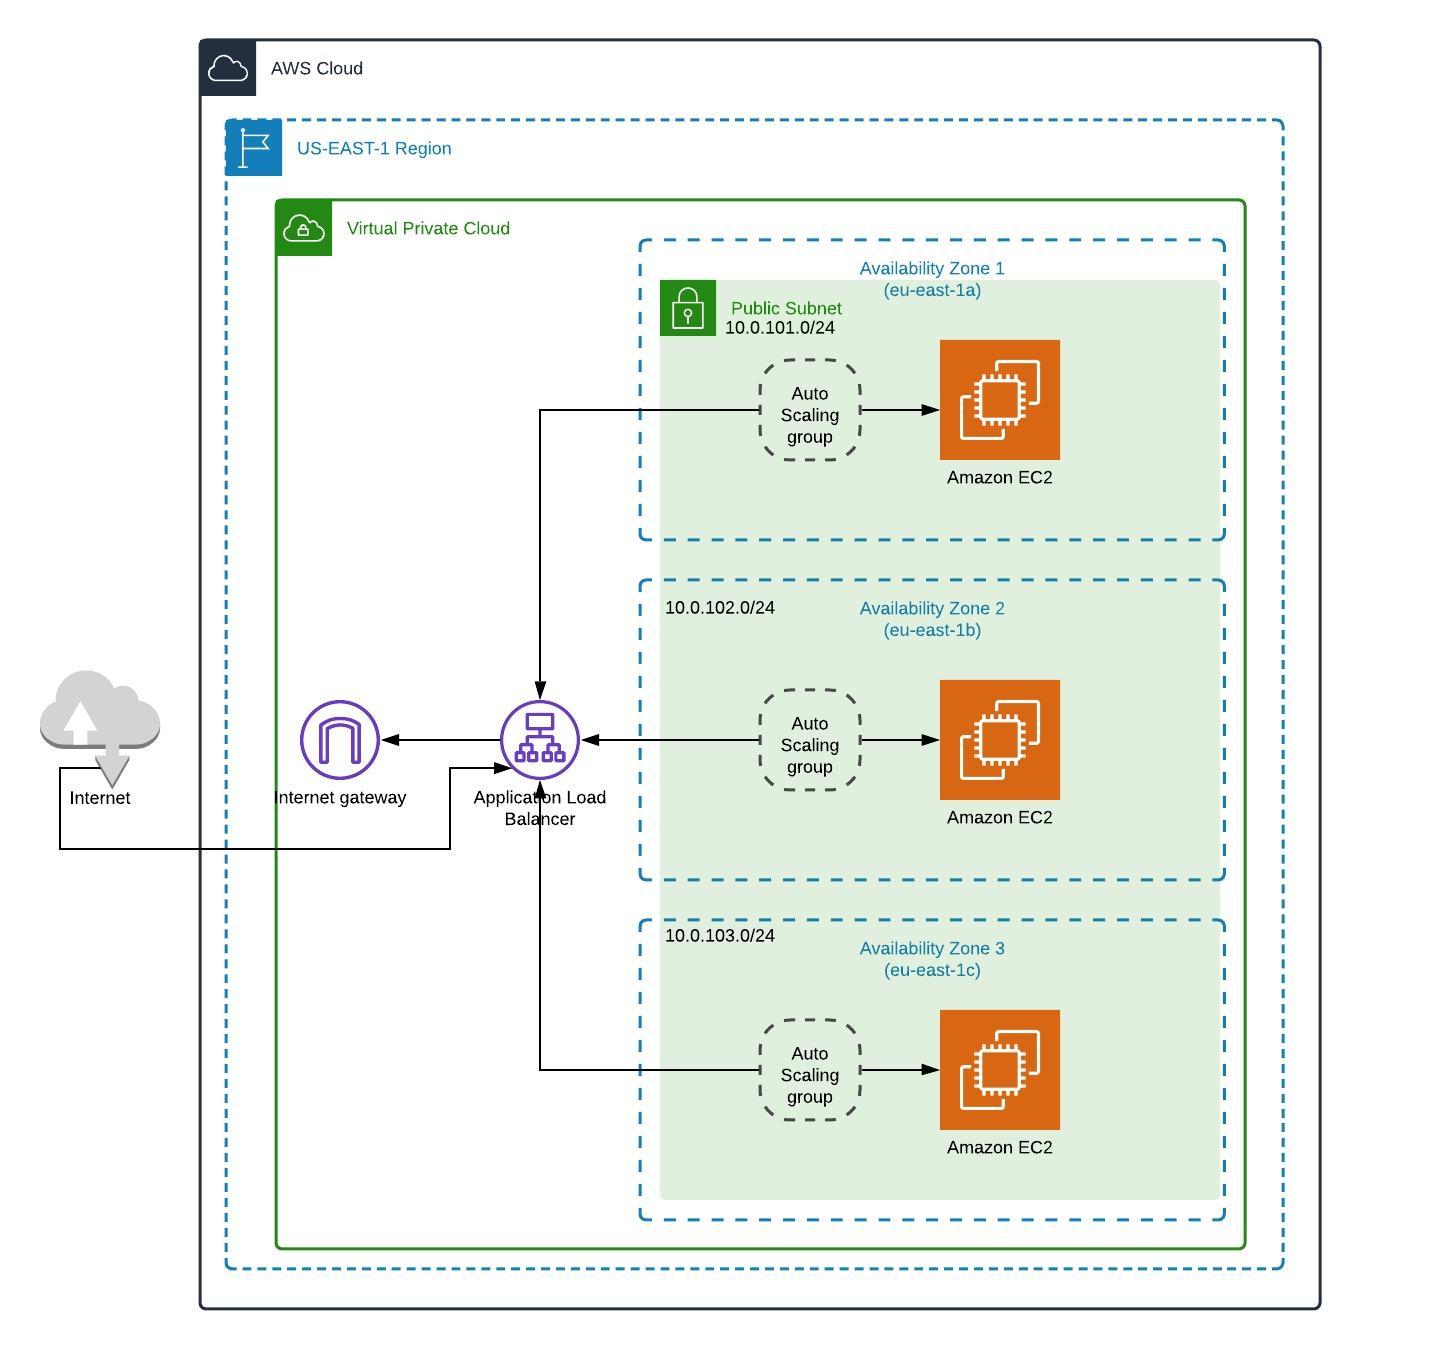 AWS Cloud
US-EAST-1 Region
Virtual Private Cloud
Availability Zone 1
(eu-east-1a)
Public Subnet
10.0.101.0/24
Auto
Scaling
group
Amazon EC2
10.0.102.0/24
Availability Zone 2
(eu-east-1b)
Auto
Scaling
group
Amazon EC2
Internet
Internet gateway
Application Load
Balancer
10.0.103.0/24
Availability Zone 3
(eu-east-1c)
Auto
Scaling
group
Amazon EC2